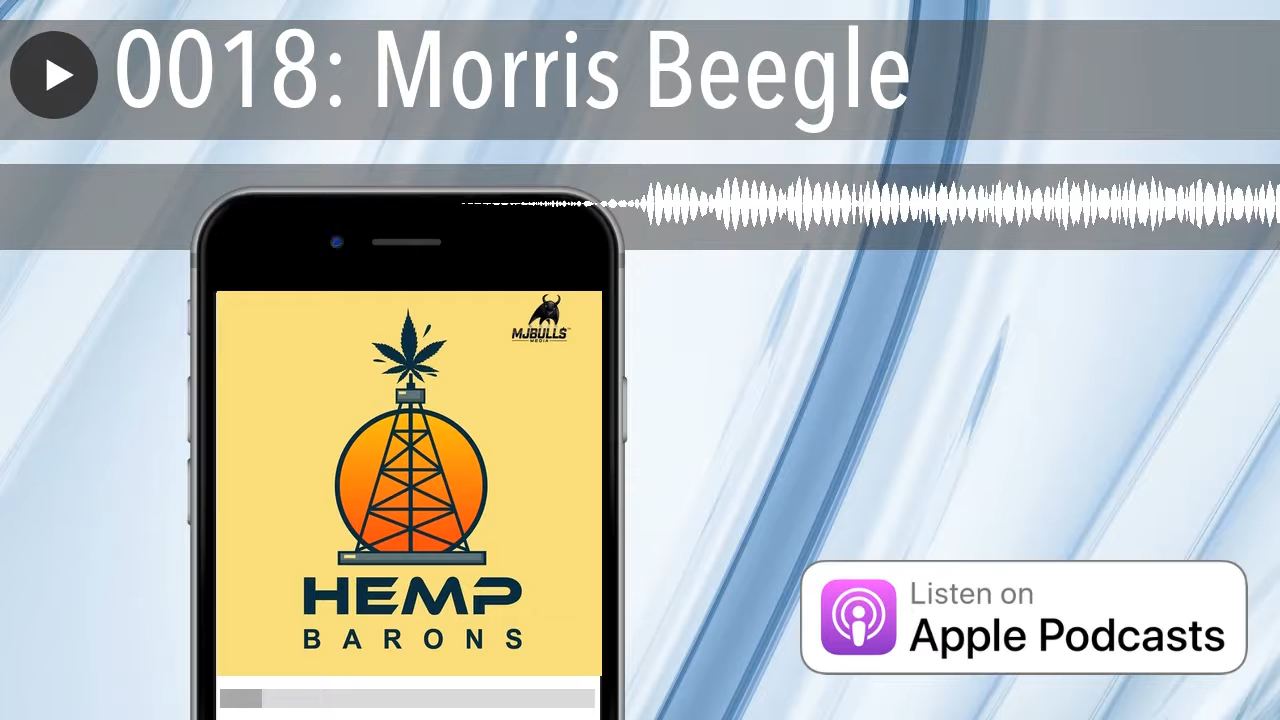 0018: Morris Beegle
MJBULLS
MEDIA
HEMP
BARONS
Listen on
Apple Podcasts